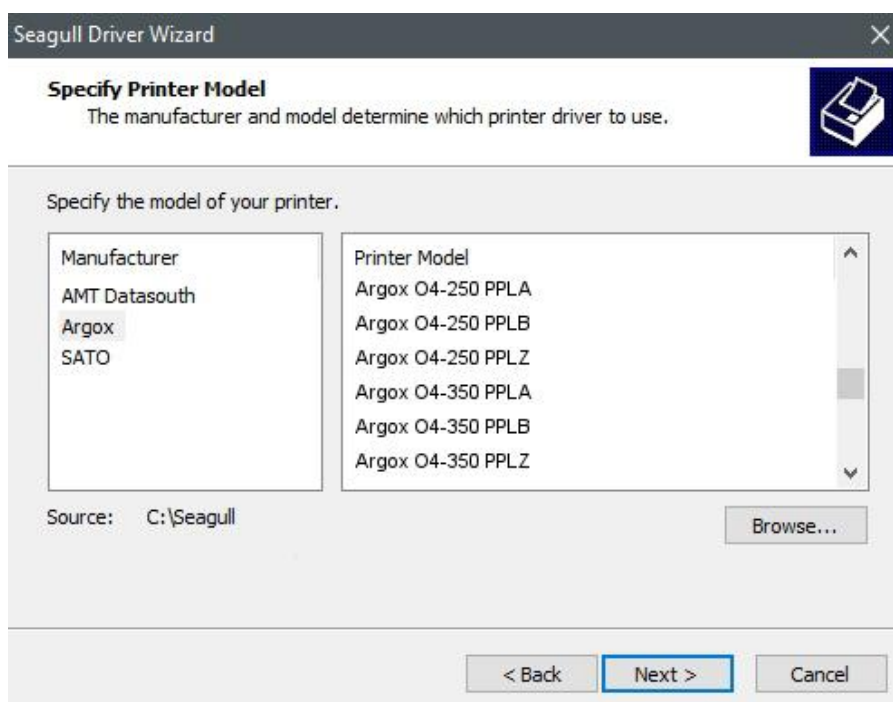 Seagull Driver Wizard
Specify Printer Model
The manufacturer and model determine which printer driver to use.
Specify the model of your printer.
Manufacturer
AMT Datasouth
Argox
SATO
Printer Model
Argox O4-250 PPLA
Argox O4-250 PPLB
Argox O4-250 PPLZ
Argox O4-350 PPLA
Argox O4-350 PPLB
Argox O4-350 PPLZ
Source: C:\Seagull
Browse...
< Back
Next >
Cancel